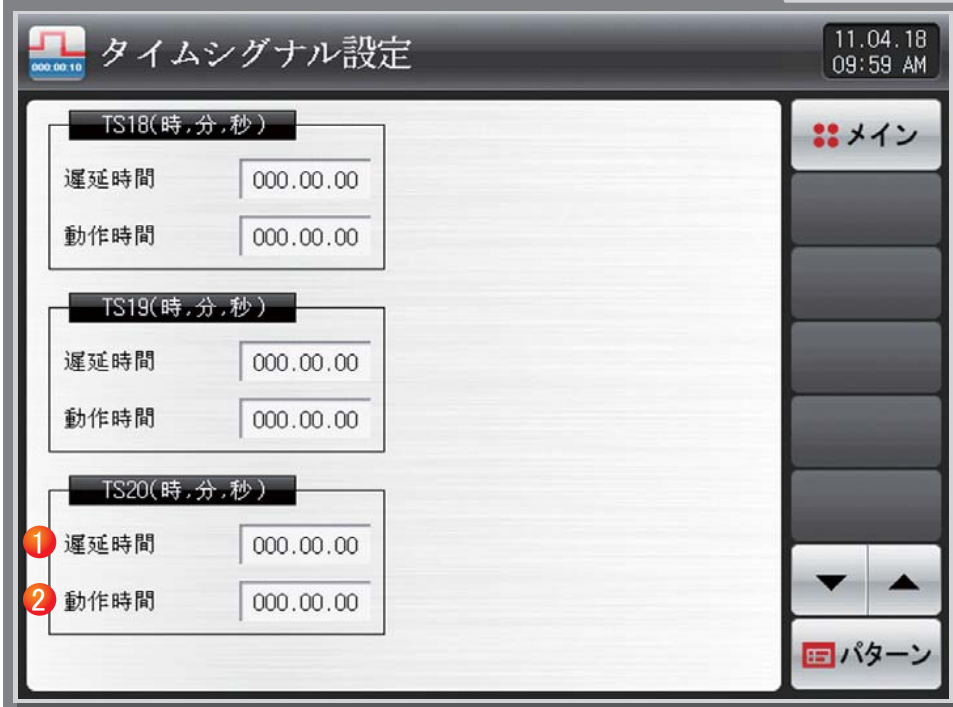 000:00:10
タイムシグナル設定
11.04.18
09:59 AM
TS18(時,分,秒)
遅延時間 000.00.00
動作時間 000.00.00
TS19(時,分,秒)
遅延時間 000.00.00
動作時間 000.00.00
TS20(時,分,秒)
1 遅延時間 000.00.00
2 動作時間 000.00.00
メイン
パターン